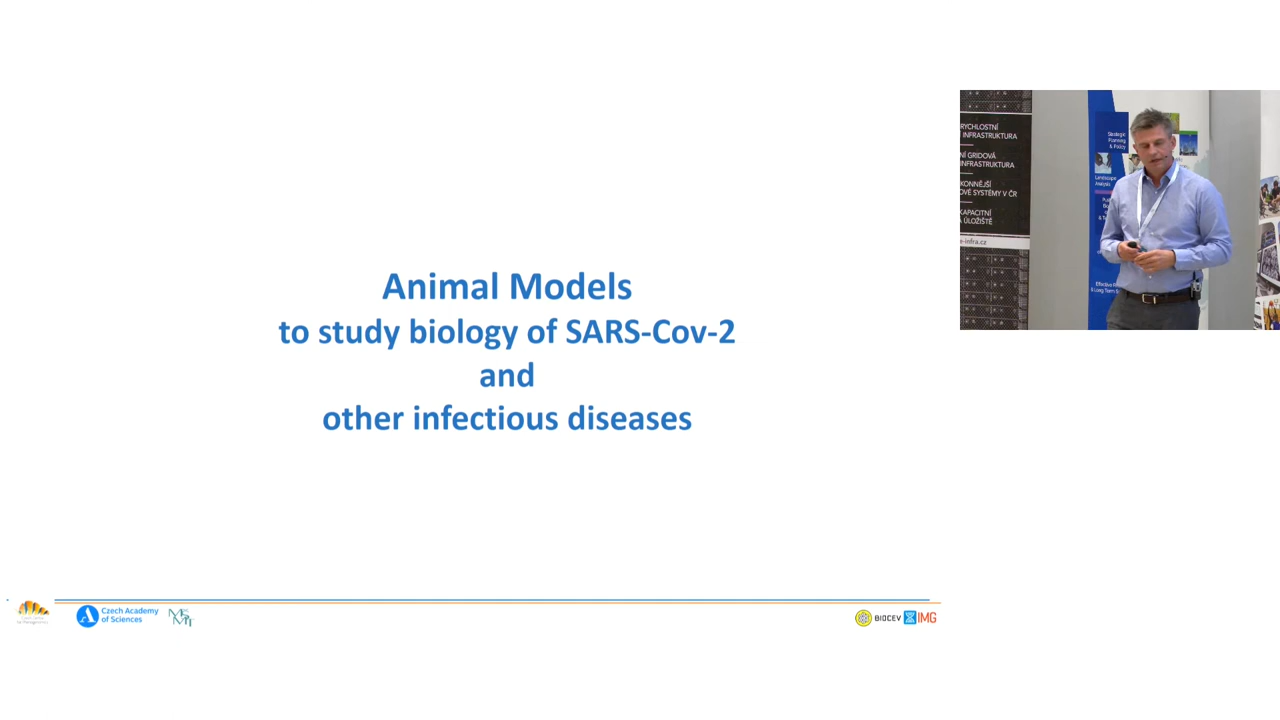 Animal Models
to study biology of SARS-Cov-2
and
other infectious diseases
RYCHLOSTNÍ
INFRASTRUKTURA
NÍ GRIDOVÁ
INFRASTRUKTURA
KONNĚJŠÍ
OVÉ SYSTÉMY V ČR
KAPACITNÍ
ÚLOŽIŠTĚ
e-infra.cz
Strategic
Planning
& Policy
Landscape
Analysis
Czech Academy
of Sciences
BIOCEV
IMG